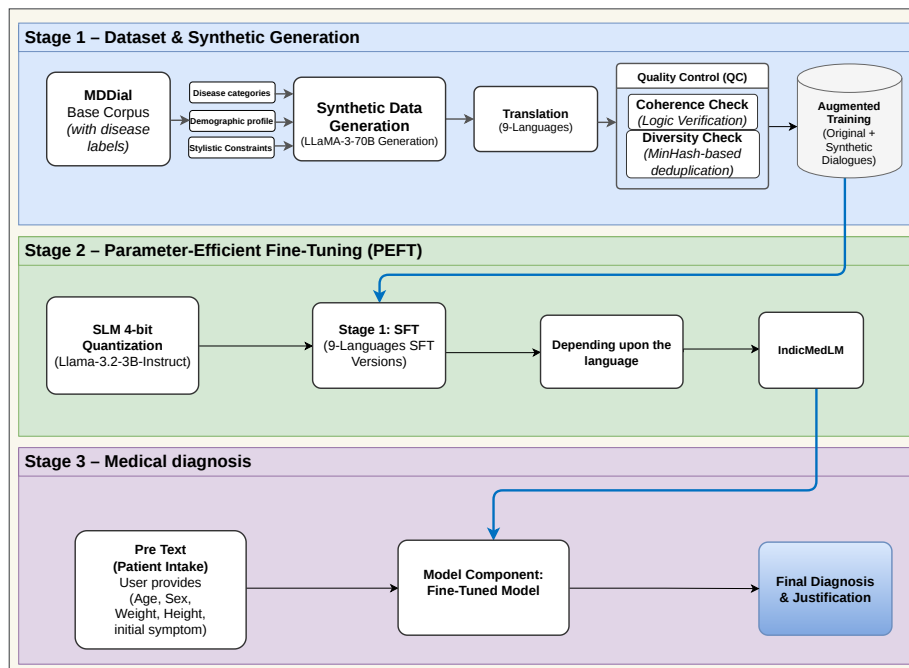 Stage 1 – Dataset & Synthetic Generation
MDDial
Base Corpus
(with disease
labels)
Disease categories
Demographic profile
Stylistic Constraints
Synthetic Data
Generation
(LLaMA-3-70B Generation)
Translation
(9-Languages)
Quality Control (QC)
Coherence Check
(Logic Verification)
Diversity Check
(MinHash-based
deduplication)
Augmented
Training
(Original +
Synthetic
Dialogues)
Stage 2 – Parameter-Efficient Fine-Tuning (PEFT)
SLM 4-bit
Quantization
(Llama-3.2-3B-Instruct)
Stage 1: SFT
(9-Languages SFT
Versions)
Depending upon the
language
IndicMedLM
Stage 3 – Medical diagnosis
Pre Text
(Patient Intake)
User provides
(Age, Sex,
Weight, Height,
initial symptom)
Model Component:
Fine-Tuned Model
Final Diagnosis
& Justification